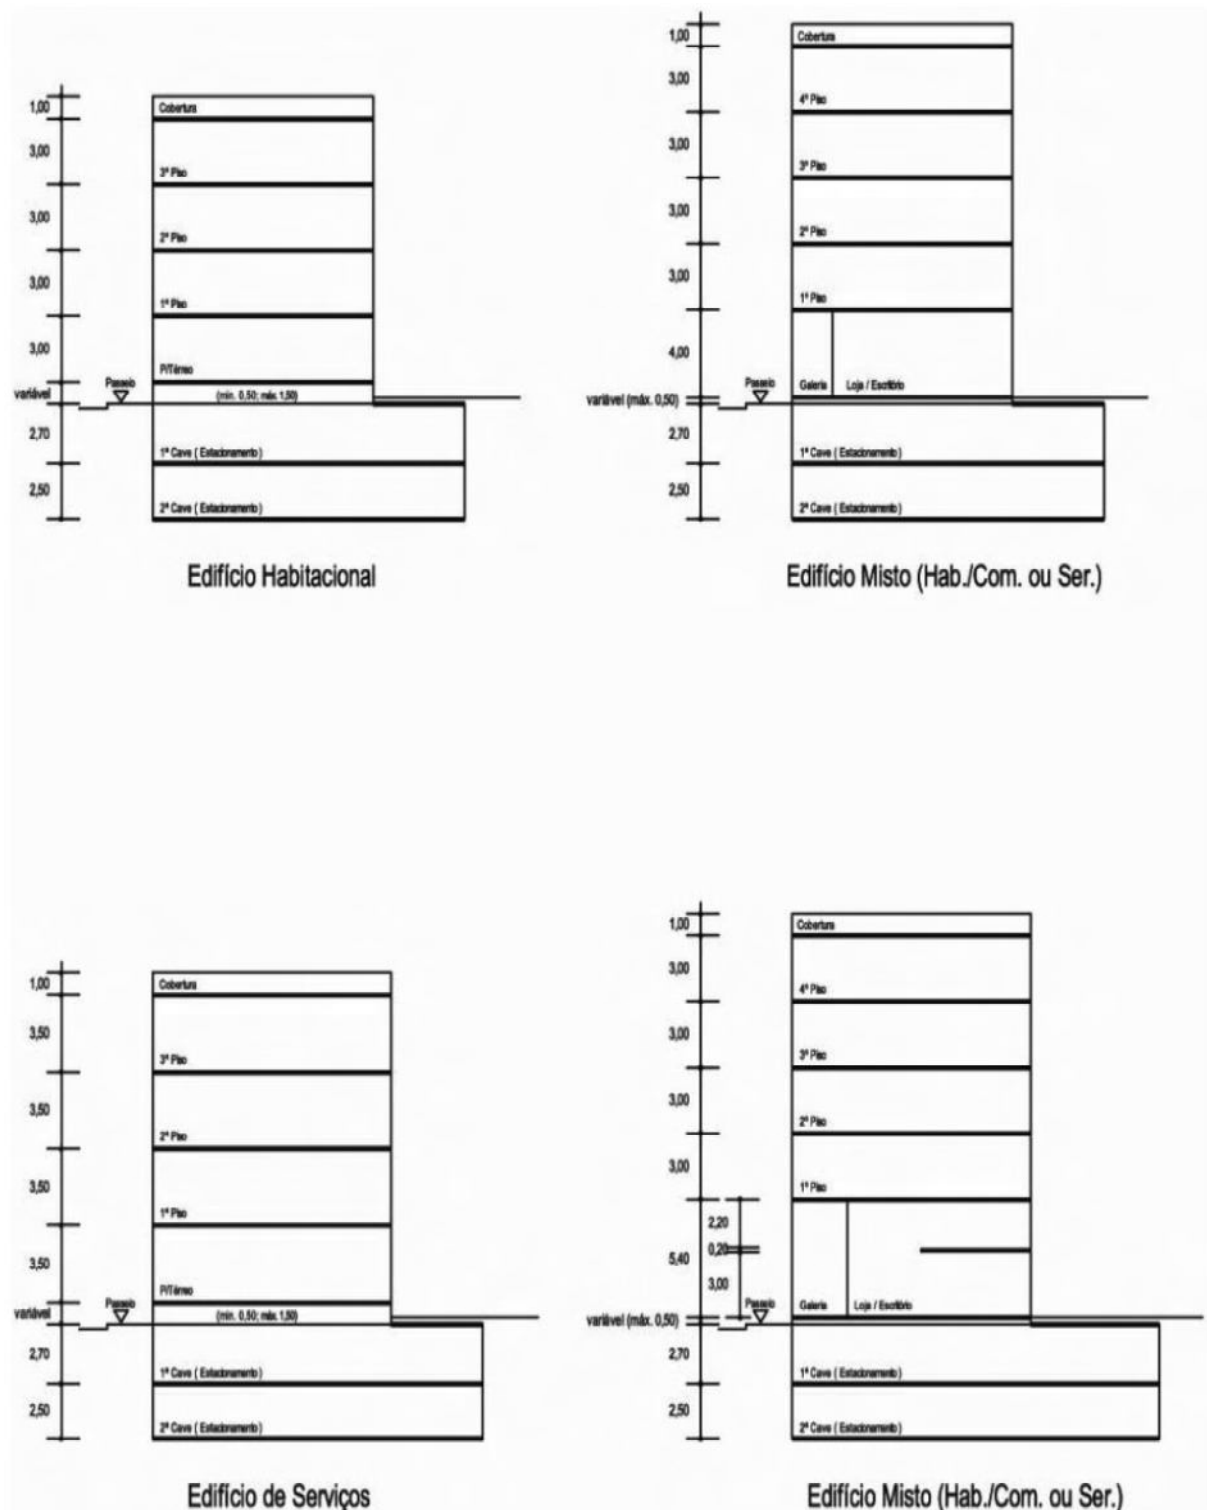 1,00
Cobertura
3,00
3º Piso
3,00
2º Piso
3,00
1º Piso
3,00
P/Térreo
variável
Passeio
(mín. 0,50; máx. 1,50)
2,70
1ª Cave ( Estacionamento )
2,50
2ª Cave ( Estacionamento )
Edifício Habitacional
1,00
Cobertura
3,00
4º Piso
3,00
3º Piso
3,00
2º Piso
3,00
1º Piso
4,00
Passeio
Galeria
Loja / Escritório
variável (máx. 0,50)
2,70
1ª Cave ( Estacionamento )
2,50
2ª Cave ( Estacionamento )
Edifício Misto (Hab./Com. ou Ser.)
1,00
Cobertura
3,50
3º Piso
3,50
2º Piso
3,50
1º Piso
3,50
P/Térreo
variável
Passeio
(mín. 0,50; máx. 1,50)
2,70
1ª Cave ( Estacionamento )
2,50
2ª Cave ( Estacionamento )
Edifício de Serviços
1,00
Cobertura
3,00
4º Piso
3,00
3º Piso
3,00
2º Piso
3,00
1º Piso
2,20
0,20
5,40
3,00
Passeio
Galeria
Loja / Escritório
variável (máx. 0,50)
2,70
1ª Cave ( Estacionamento )
2,50
2ª Cave ( Estacionamento )
Edifício Misto (Hab./Com. ou Ser.)